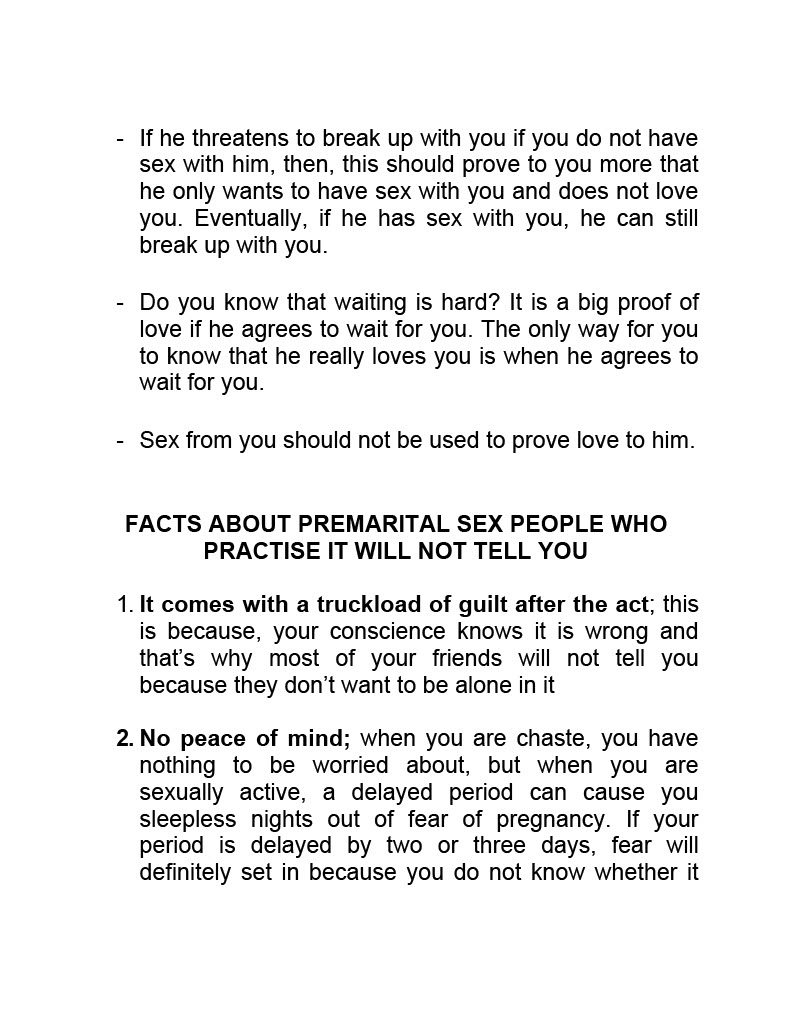 - If he threatens to break up with you if you do not have
sex with him, then, this should prove to you more that
he only wants to have sex with you and does not love
you. Eventually, if he has sex with you, he can still
break up with you.
- Do you know that waiting is hard? It is a big proof of
love if he agrees to wait for you. The only way for you
to know that he really loves you is when he agrees to
wait for you.
- Sex from you should not be used to prove love to him.
FACTS ABOUT PREMARITAL SEX PEOPLE WHO
PRACTISE IT WILL NOT TELL YOU
1. It comes with a truckload of guilt after the act; this
is because, your conscience knows it is wrong and
that’s why most of your friends will not tell you
because they don’t want to be alone in it
2. No peace of mind; when you are chaste, you have
nothing to be worried about, but when you are
sexually active, a delayed period can cause you
sleepless nights out of fear of pregnancy. If your
period is delayed by two or three days, fear will
definitely set in because you do not know whether it